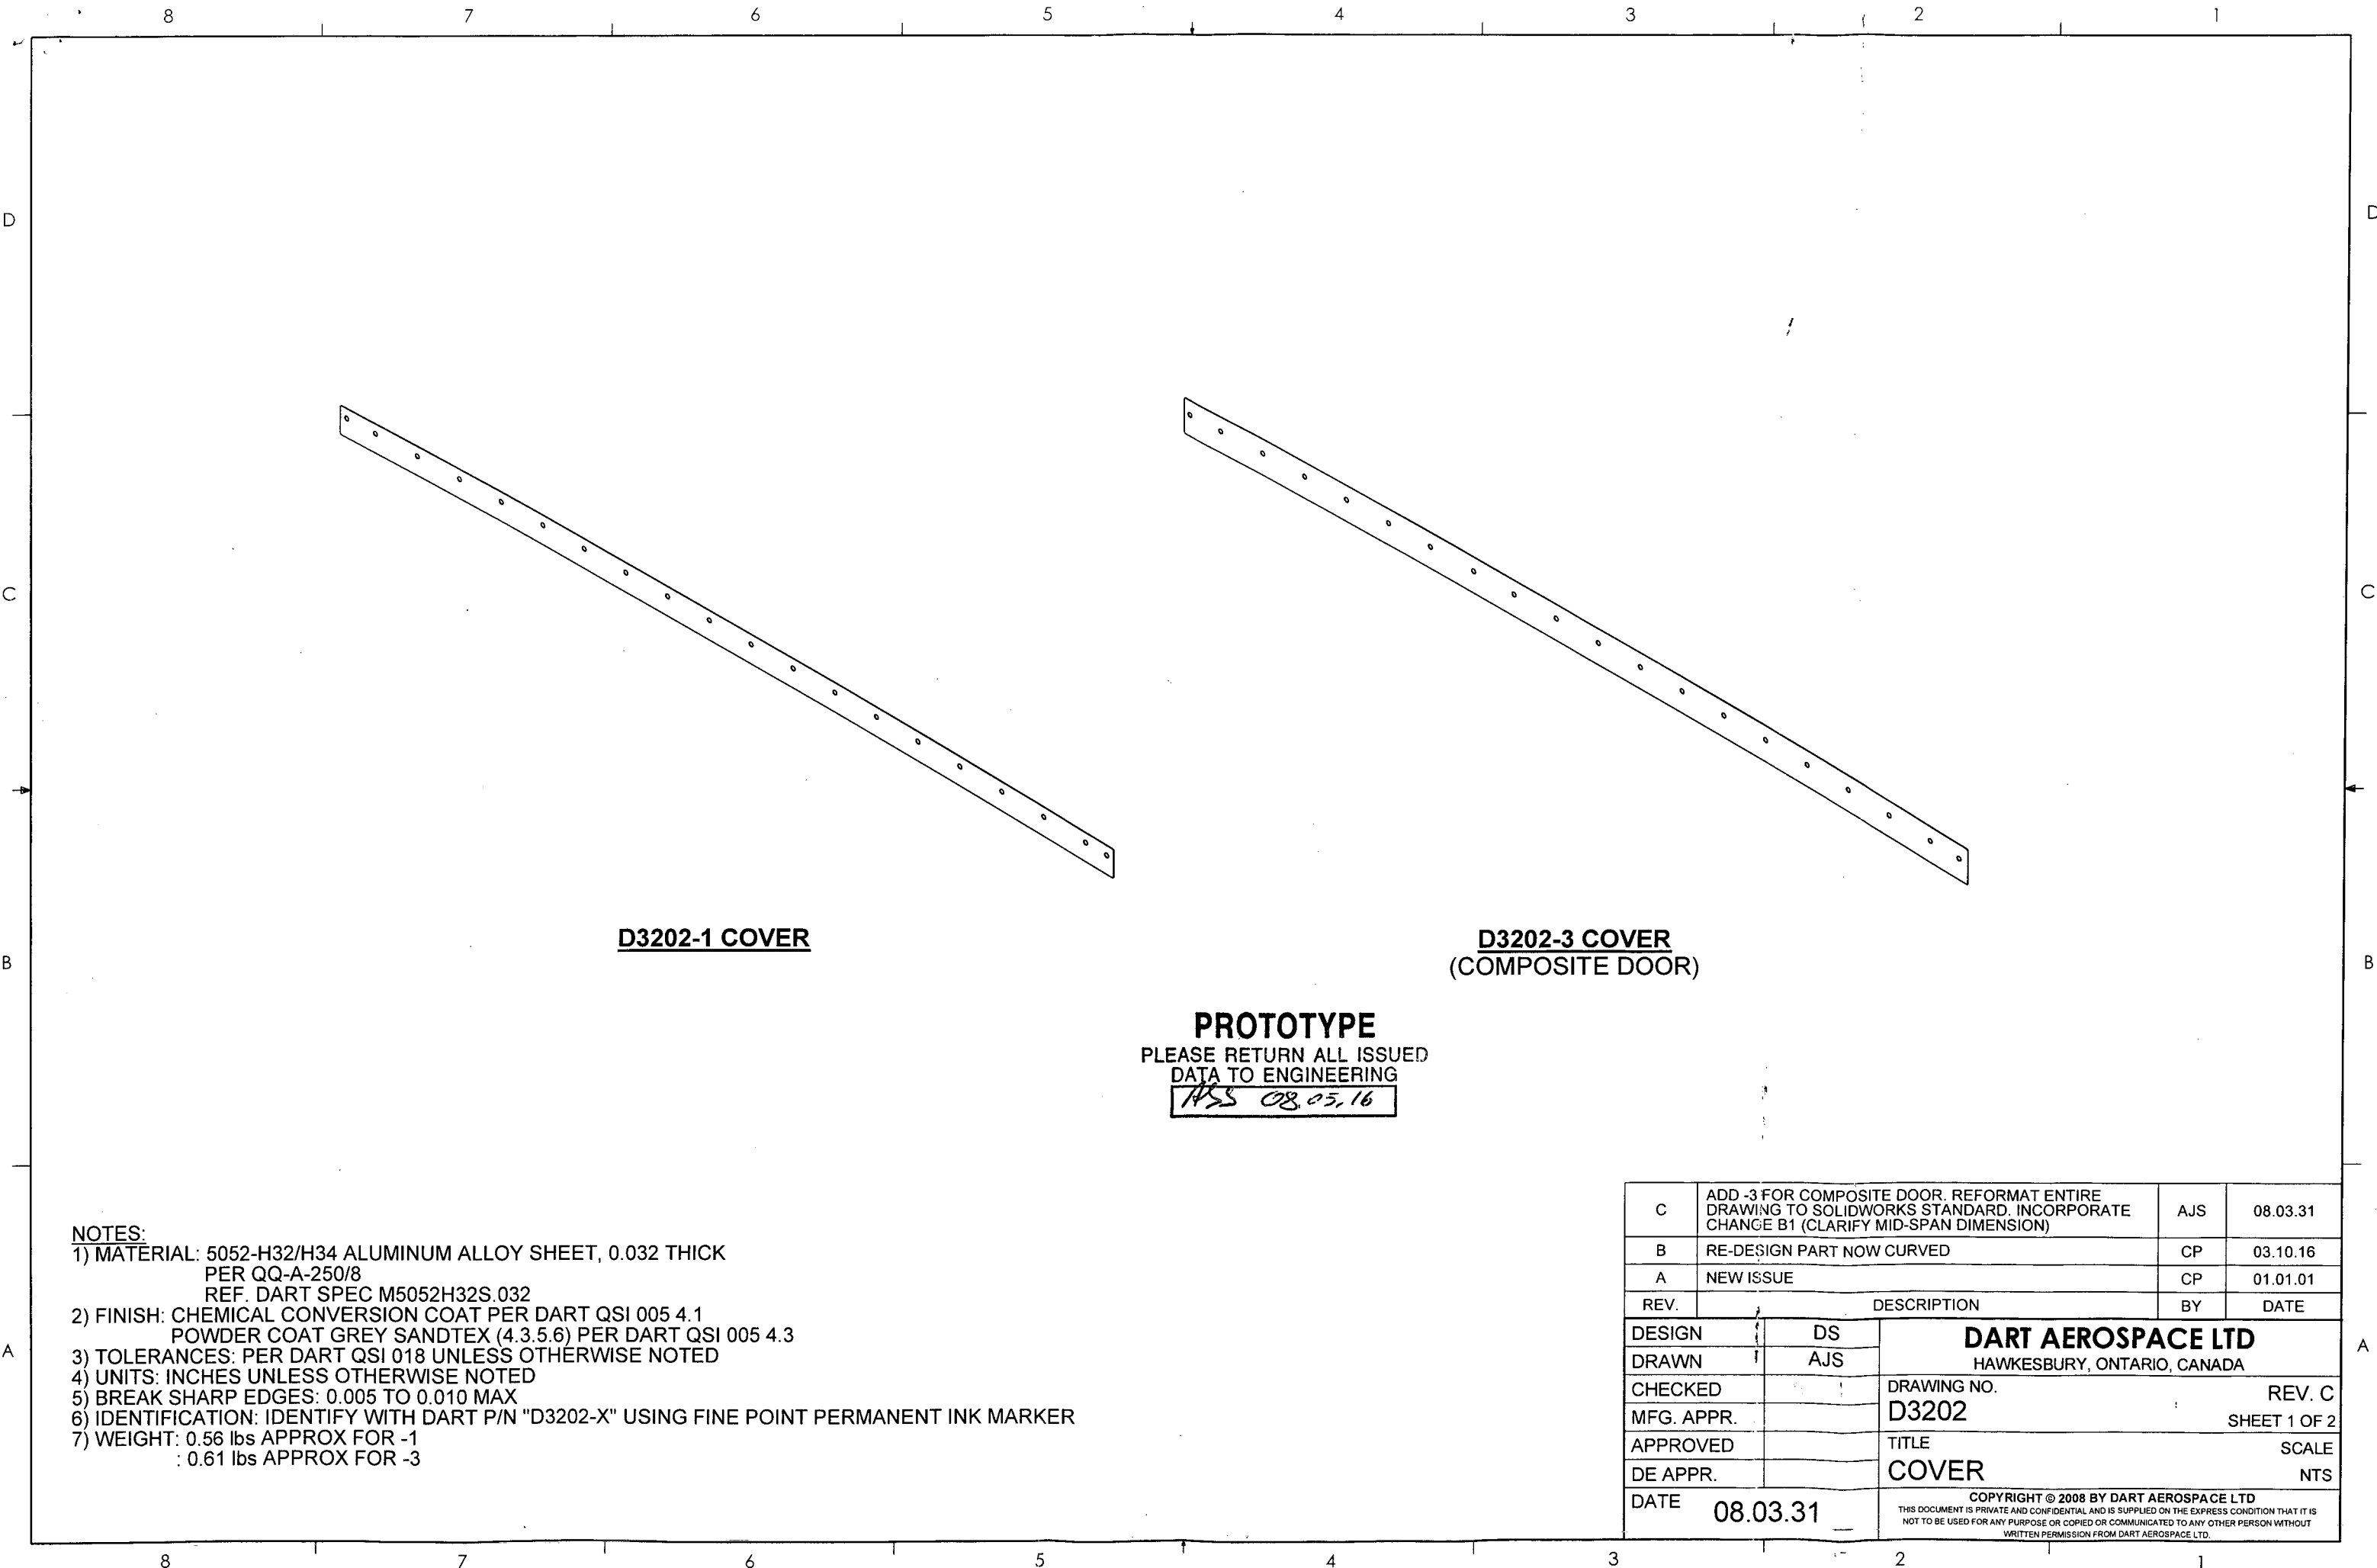 8 7 6 5 4 3 2 1
D D
C C
B B
A A
D3202-1 COVER
D3202-3 COVER
(COMPOSITE DOOR)
PROTOTYPE
PLEASE RETURN ALL ISSUED
DATA TO ENGINEERING
08.05.16
NOTES:
1) MATERIAL: 5052-H32/H34 ALUMINUM ALLOY SHEET, 0.032 THICK
PER QQ-A-250/8
REF. DART SPEC M5052H32S.032
2) FINISH: CHEMICAL CONVERSION COAT PER DART QSI 005 4.1
POWDER COAT GREY SANDTEX (4.3.5.6) PER DART QSI 005 4.3
3) TOLERANCES: PER DART QSI 018 UNLESS OTHERWISE NOTED
4) UNITS: INCHES UNLESS OTHERWISE NOTED
5) BREAK SHARP EDGES: 0.005 TO 0.010 MAX
6) IDENTIFICATION: IDENTIFY WITH DART P/N "D3202-X" USING FINE POINT PERMANENT INK MARKER
7) WEIGHT: 0.56 lbs APPROX FOR -1
: 0.61 lbs APPROX FOR -3
C ADD -3 FOR COMPOSITE DOOR. REFORMAT ENTIRE
DRAWING TO SOLIDWORKS STANDARD. INCORPORATE
CHANGE B1 (CLARIFY MID-SPAN DIMENSION) AJS 08.03.31
B RE-DESIGN PART NOW CURVED CP 03.10.16
A NEW ISSUE CP 01.01.01
REV. DESCRIPTION BY DATE
DESIGN DS
DRAWN AJS
CHECKED
MFG. APPR.
APPROVED
DE APPR.
DATE 08.03.31
DART AEROSPACE LTD
HAWKESBURY, ONTARIO, CANADA
DRAWING NO. REV. C
D3202 SHEET 1 OF 2
TITLE SCALE
COVER NTS
COPYRIGHT © 2008 BY DART AEROSPACE LTD
THIS DOCUMENT IS PRIVATE AND CONFIDENTIAL AND IS SUPPLIED ON THE EXPRESS CONDITION THAT IT IS
NOT TO BE USED FOR ANY PURPOSE OR COPIED OR COMMUNICATED TO ANY OTHER PERSON WITHOUT
WRITTEN PERMISSION FROM DART AEROSPACE LTD.
8 7 6 5 4 3 2 1